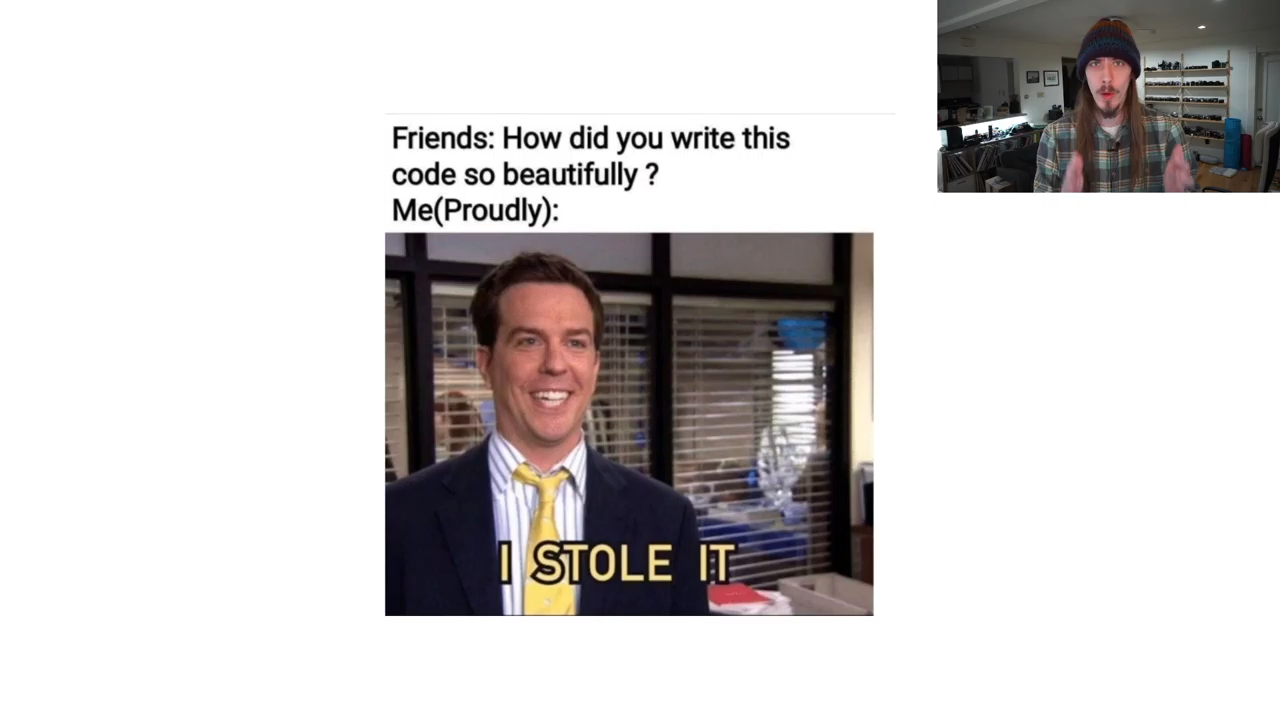 Friends: How did you write this
code so beautifully ?
Me(Proudly):
I STOLE IT